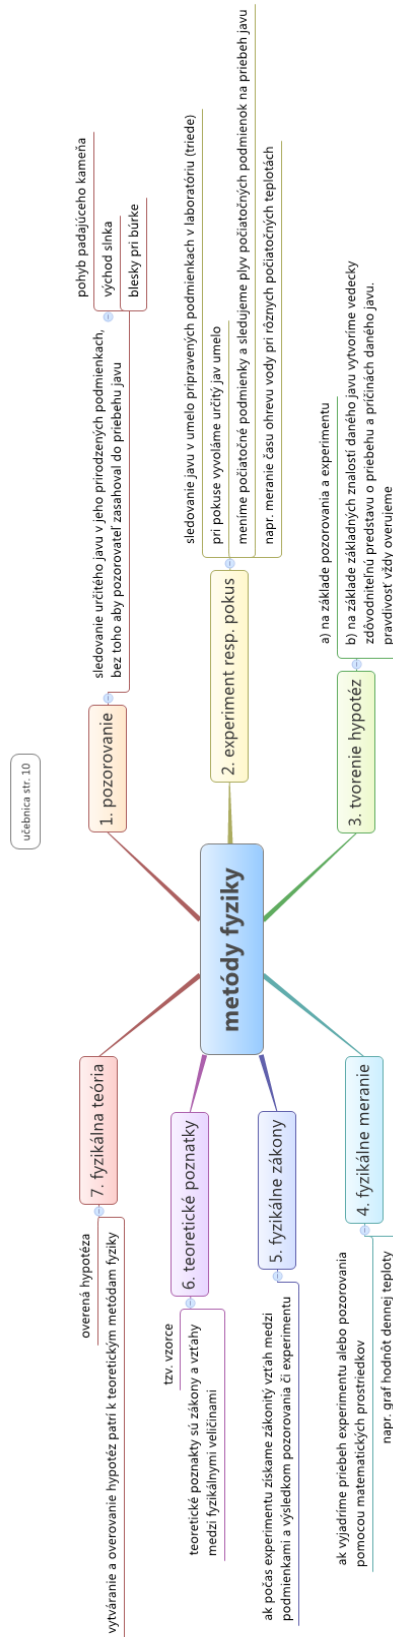 učebnica str. 10
metódy fyziky
1. pozorovanie
sledovanie určitého javu v jeho prirodzených podmienkach,
bez toho aby pozorovateľ zasahoval do priebehu javu
pohyb padajúceho kameňa
východ slnka
blesky pri búrke
2. experiment resp. pokus
sledovanie javu v umelo pripravených podmienkach v laboratóriu (triede)
pri pokuse vyvoláme určitý jav umelo
meníme počiatočné podmienky a sledujeme plyv počiatočných podmienok na priebeh javu
napr. meranie času ohrevu vody pri rôznych počiatočných teplotách
3. tvorenie hypotéz
a) na základe pozorovania a experimentu
b) na základe základných znalostí daného javu vytvoríme vedecky
zdôvodniteľnú predstavu o priebehu a príčinách daného javu.
pravdivosť vždy overujeme
4. fyzikálne meranie
ak vyjadríme priebeh experimentu alebo pozorovania
pomocou matematických prostriedkov
napr. graf hodnôt dennej teploty
5. fyzikálne zákony
ak počas experimentu získame zákonitý vzťah medzi
podmienkami a výsledkom pozorovania či experimentu
6. teoretické poznatky
tzv. vzorce
teoretické poznakty sú zákony a vzťahy
medzi fyzikálnymi veličinami
7. fyzikálna teória
overená hypotéza
vytváranie a overovanie hypotéz patrí k teoretickým metódam fyziky